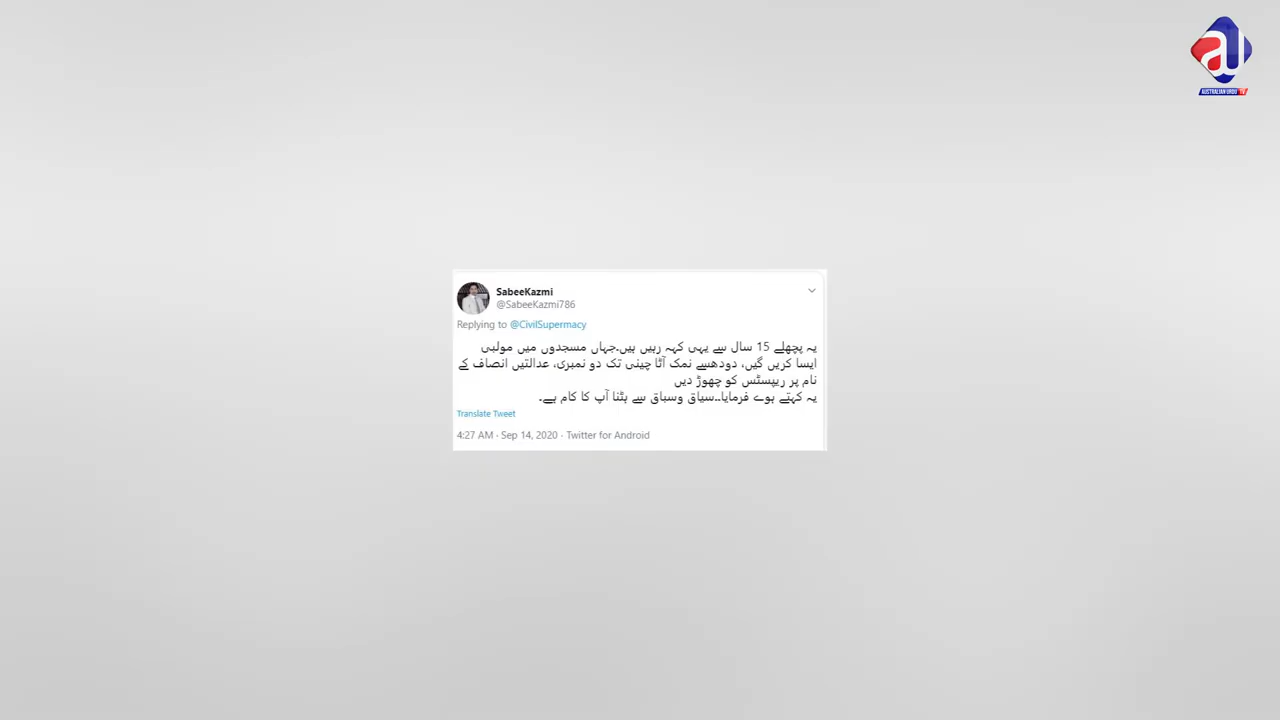 AUSTRALIAN URDU TV
SabeeKazmi
@SabeeKazmi786
Replying to @CivilSupermacy
یہ پچھلے 15 سال سے یہی کہہ رہیں ہیں۔جہاں مسجدوں میں مولبی
ایسا کریں گیں، دودھسے نمک آٹا چینی تک دو نمبری، عدالتیں انصاف کے
نام پر ریپسٹس کو چھوڑ دیں
یہ کہتے ہوے فرمایا..سیاق وسباق سے ہٹنا آپ کا کام ہے۔
Translate Tweet
4:27 AM · Sep 14, 2020 · Twitter for Android